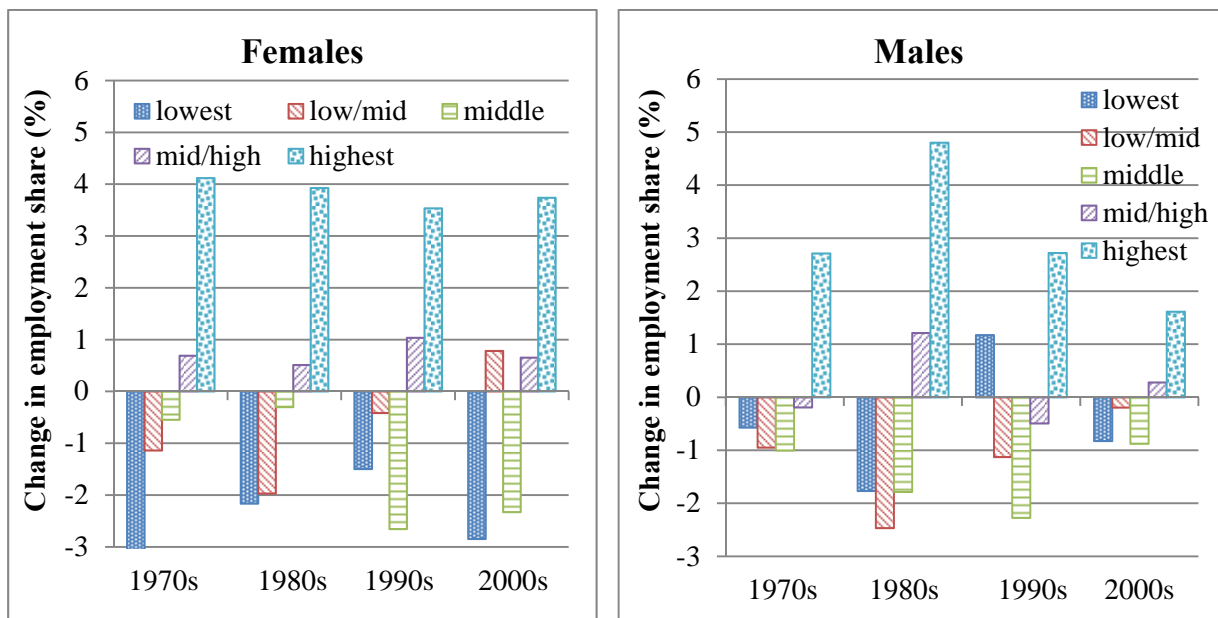 Females
Change in employment share (%)
6
5
4
3
2
1
0
-1
-2
-3
lowest low/mid middle
mid/high highest
1970s 1980s 1990s 2000s
Males
Change in employment share (%)
6
5
4
3
2
1
0
-1
-2
-3
lowest
low/mid
middle
mid/high
highest
1970s 1980s 1990s 2000s